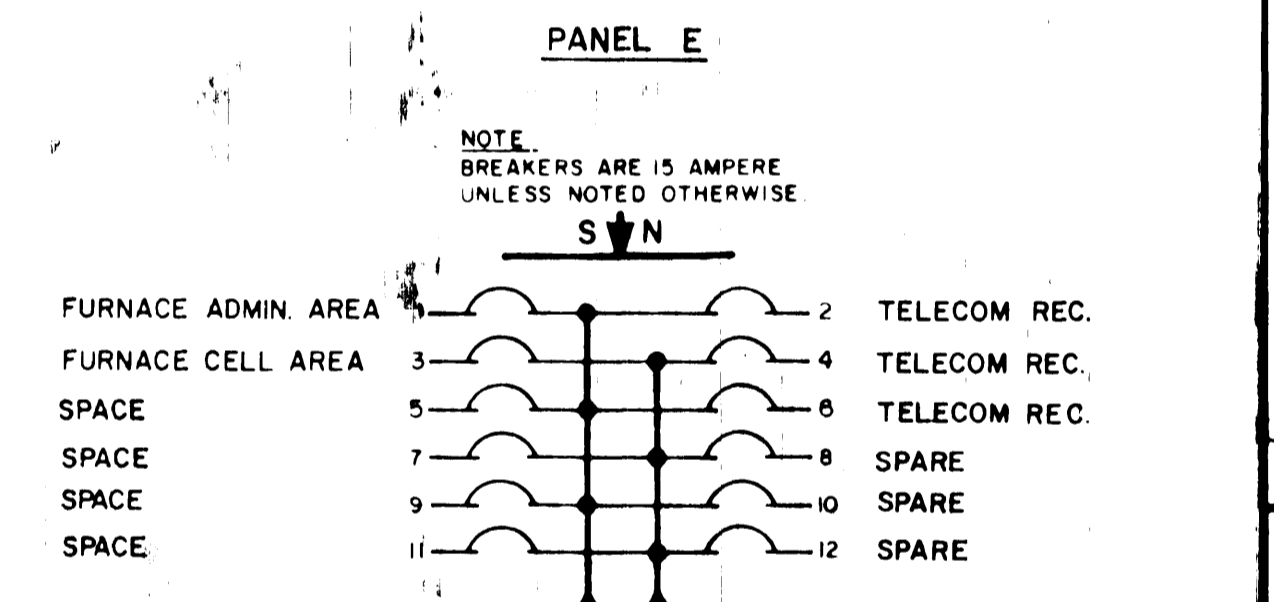 PANEL E
NOTE
BREAKERS ARE 15 AMPERE
UNLESS NOTED OTHERWISE.
S N
FURNACE ADMIN. AREA 2 TELECOM REC.
FURNACE CELL AREA 3 4 TELECOM REC.
SPACE 5 6 TELECOM REC.
SPACE 7 8 SPARE
SPACE 9 10 SPARE
SPACE 11 12 SPARE